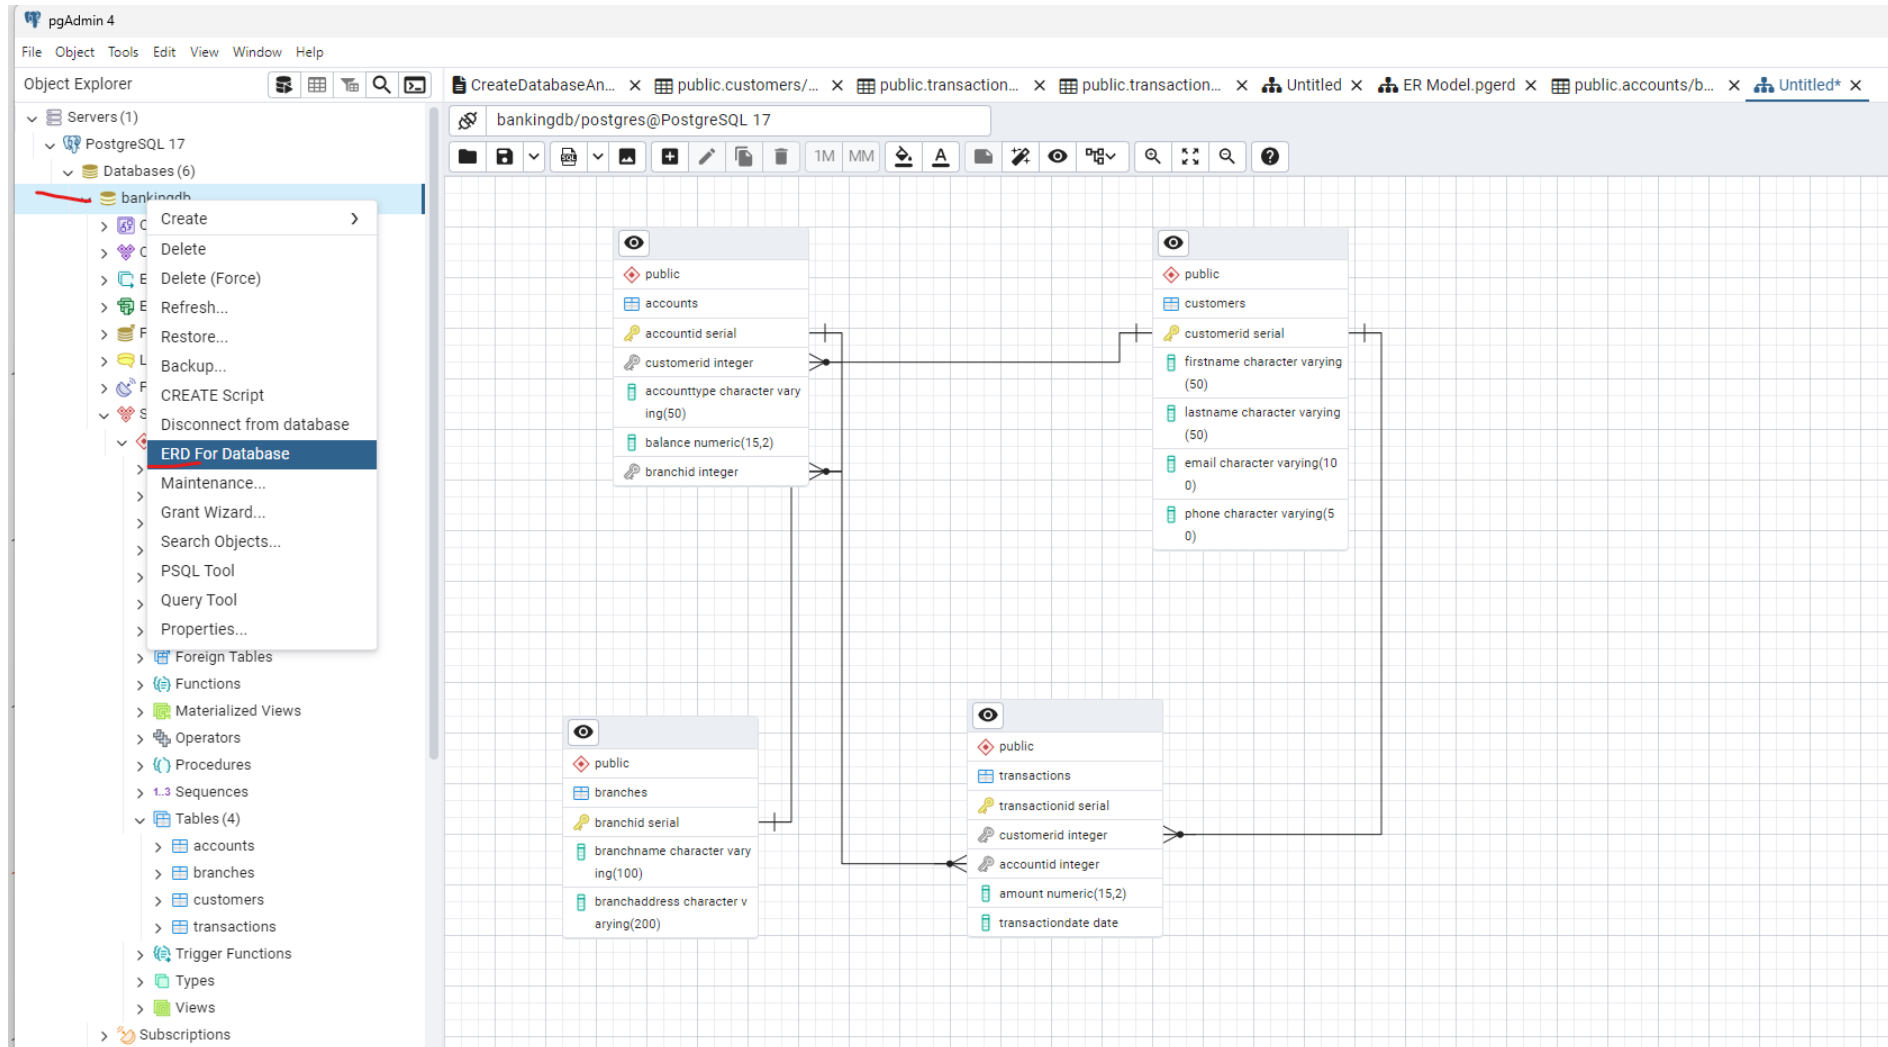 pgAdmin 4
File Object Tools Edit View Window Help
Object Explorer
CreateDatabaseAn...
public.customers/...
public.transaction...
public.transaction...
Untitled
ER Model.pgerd
public.accounts/b...
Untitled*
bankingdb/postgres@PostgreSQL 17
SQL
1M
MM
A
Servers (1)
PostgreSQL 17
Databases (6)
bankingdb
Create
Delete
Delete (Force)
Refresh...
Restore...
Backup...
CREATE Script
Disconnect from database
ERD For Database
Maintenance...
Grant Wizard...
Search Objects...
PSQL Tool
Query Tool
Properties...
Foreign Tables
Functions
Materialized Views
Operators
Procedures
1..3 Sequences
Tables (4)
accounts
branches
customers
transactions
Trigger Functions
Types
Views
Subscriptions
public
accounts
accountid serial
customerid integer
accounttype character vary
ing(50)
balance numeric(15,2)
branchid integer
public
customers
customerid serial
firstname character varying
(50)
lastname character varying
(50)
email character varying(10
0)
phone character varying(5
0)
public
branches
branchid serial
branchname character vary
ing(100)
branchaddress character v
arying(200)
public
transactions
transactionid serial
customerid integer
accountid integer
amount numeric(15,2)
transactiondate date